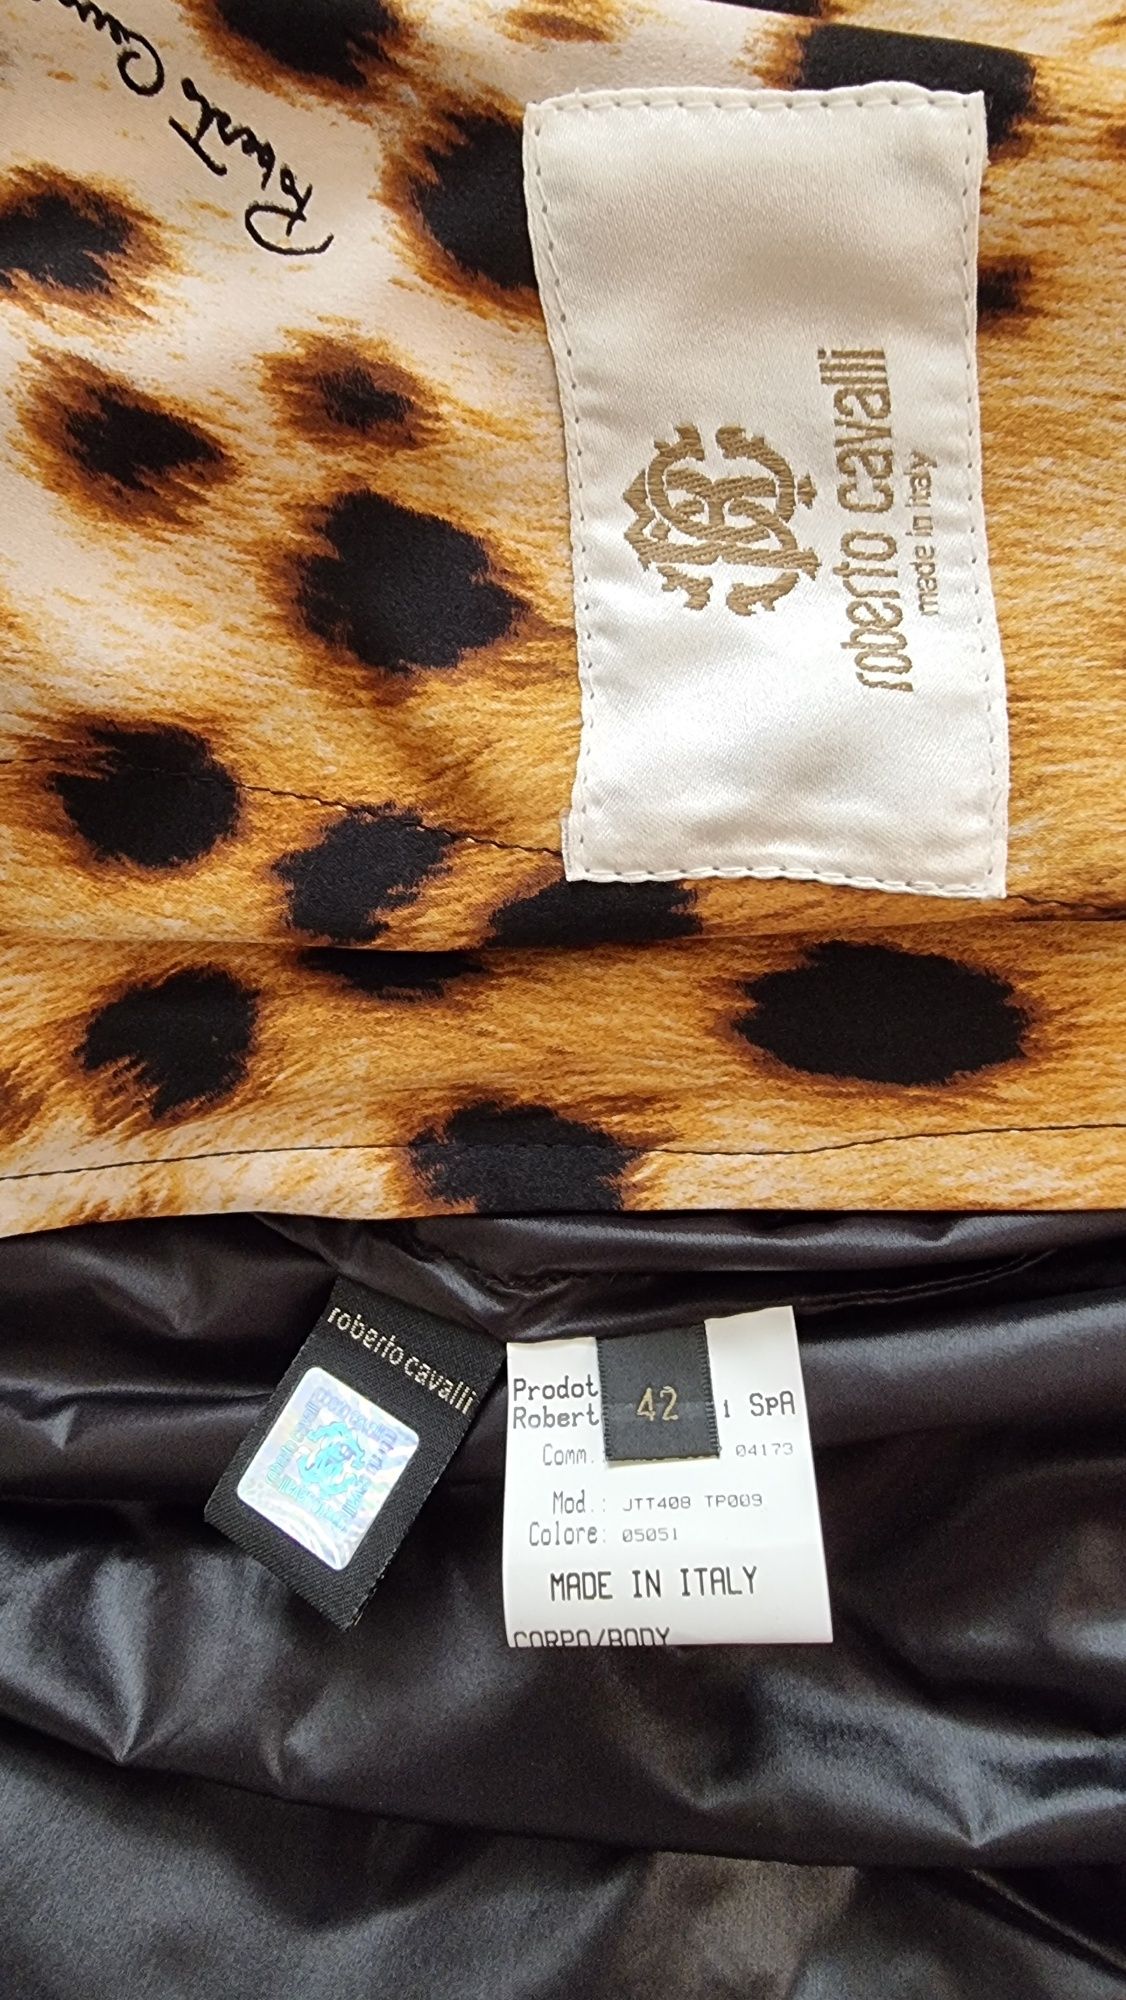 Roberto
roberto cavalli
made in italy
roberto cavalli
42
Prodot
Robert i SpA
Comm. 04173
Mod.: JTT408 TP009
Colore: 05051
MADE IN ITALY
CORPO/BODY